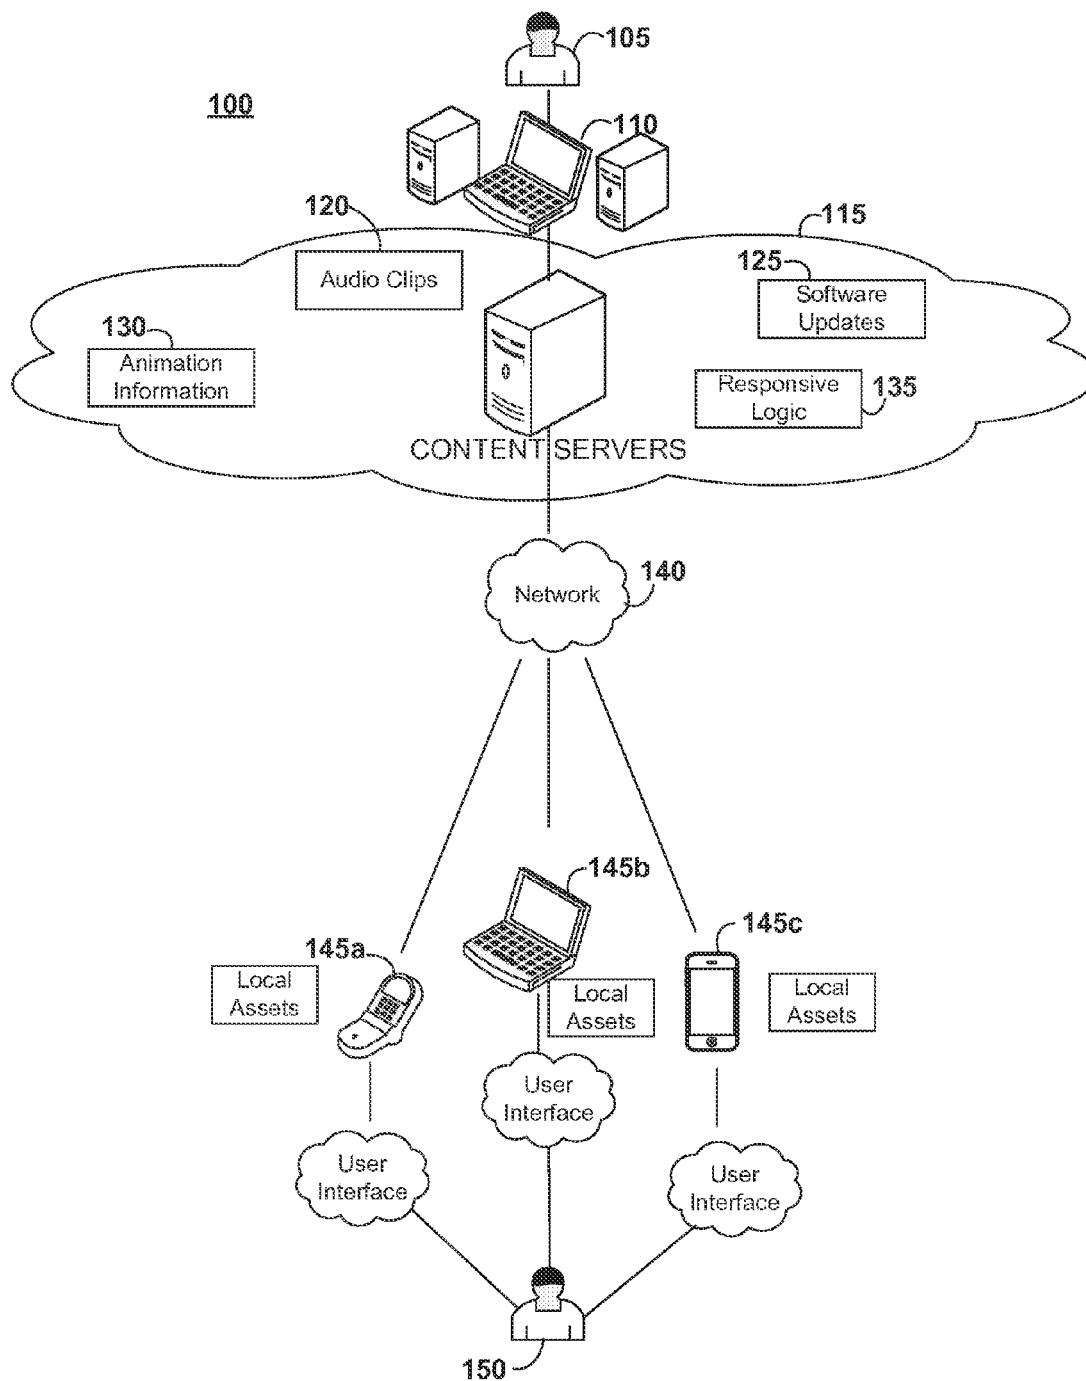 105
100
110
120
115
Audio Clips
125
Software
Updates
130
Animation
Information
Responsive
Logic
135
CONTENT SERVERS
140
Network
145b
145c
145a
Local
Assets
Local
Assets
Local
Assets
User
Interface
User
Interface
User
Interface
150